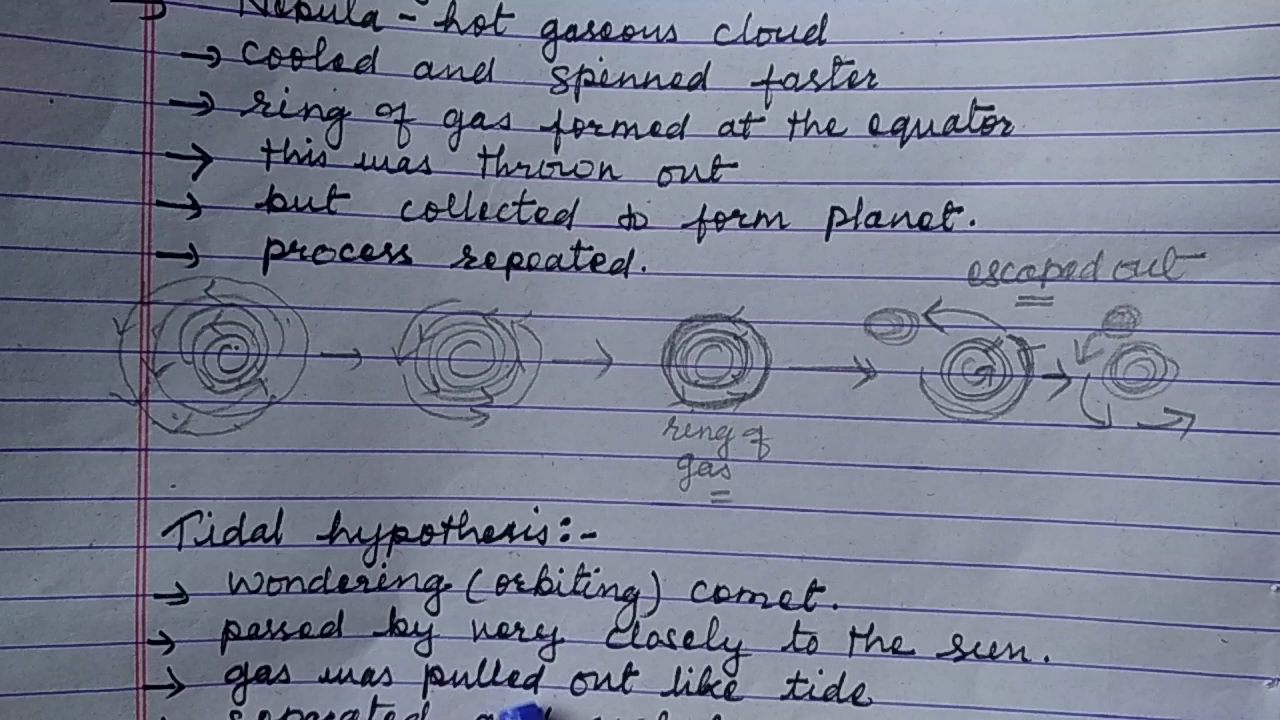 Nebula - hot gaseous cloud
→ cooled and spinned faster
→ ring of gas formed at the equator
→ this was thrown out
→ but collected to form planet.
→ process repeated.
escaped out
ring of
gas
Tidal hypothesis:-
→ wondering (orbiting) comet.
→ passed by very closely to the sun.
→ gas was pulled out like tide
separated